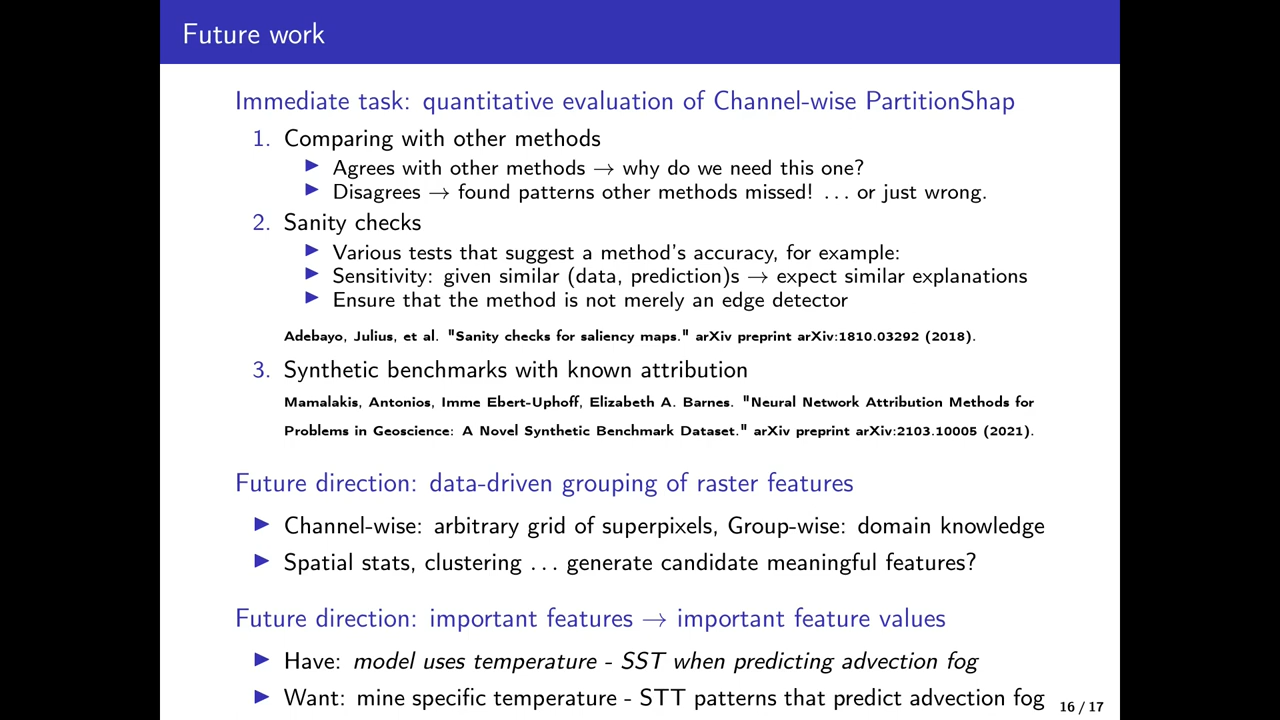 Future work
Immediate task: quantitative evaluation of Channel-wise PartitionShap
1. Comparing with other methods
▶ Agrees with other methods → why do we need this one?
▶ Disagrees → found patterns other methods missed! ... or just wrong.
2. Sanity checks
▶ Various tests that suggest a method's accuracy, for example:
▶ Sensitivity: given similar (data, prediction)s → expect similar explanations
▶ Ensure that the method is not merely an edge detector
Adebayo, Julius, et al. "Sanity checks for saliency maps." arXiv preprint arXiv:1810.03292 (2018).
3. Synthetic benchmarks with known attribution
Mamalakis, Antonios, Imme Ebert-Uphoff, Elizabeth A. Barnes. "Neural Network Attribution Methods for
Problems in Geoscience: A Novel Synthetic Benchmark Dataset." arXiv preprint arXiv:2103.10005 (2021).
Future direction: data-driven grouping of raster features
▶ Channel-wise: arbitrary grid of superpixels, Group-wise: domain knowledge
▶ Spatial stats, clustering ... generate candidate meaningful features?
Future direction: important features → important feature values
▶ Have: model uses temperature - SST when predicting advection fog
▶ Want: mine specific temperature - STT patterns that predict advection fog
16 / 17